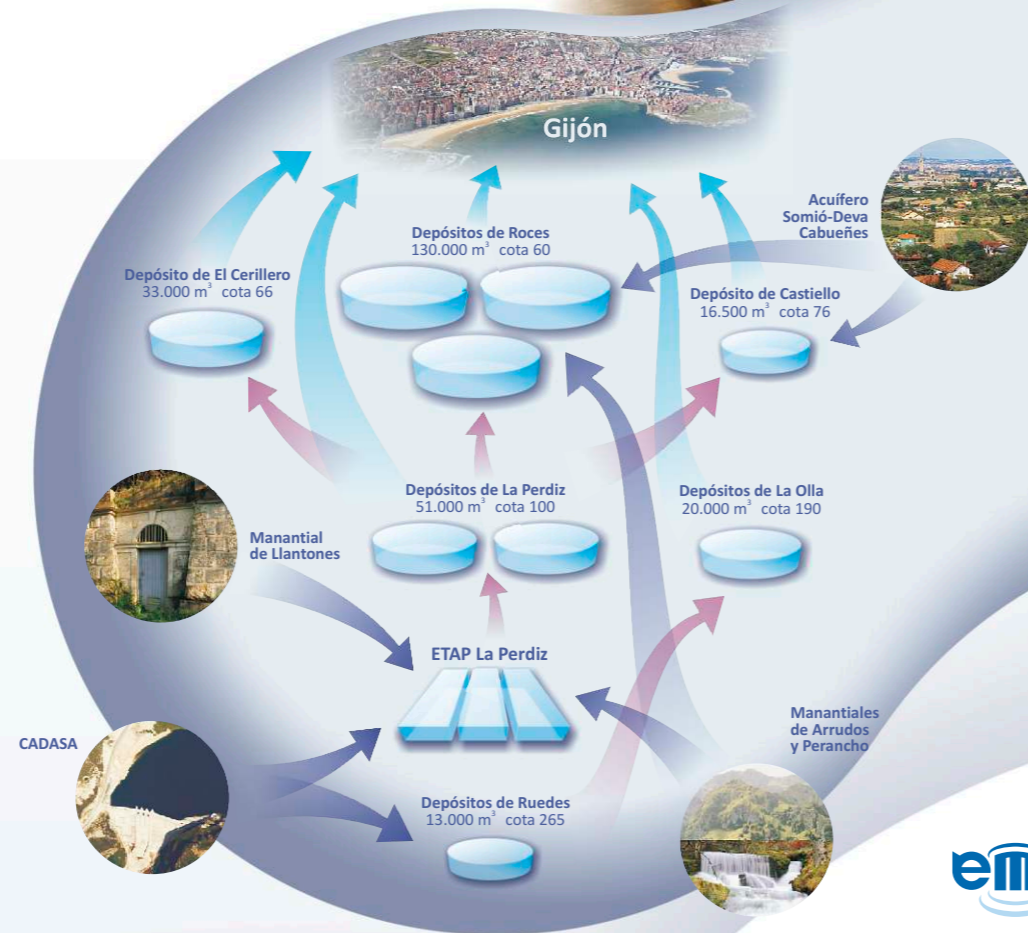 Gijón
Acuífero
Somió-Deva
Cabueñes
Depósitos de Roces
130.000 m³ cota 60
Depósito de El Cerillero
33.000 m³ cota 66
Depósito de Castiello
16.500 m³ cota 76
Depósitos de La Perdiz
51.000 m³ cota 100
Depósitos de La Olla
20.000 m³ cota 190
Manantial
de Llantones
ETAP La Perdiz
CADASA
Manantiales
de Arrudos
y Perancho
Depósitos de Ruedes
13.000 m³ cota 265